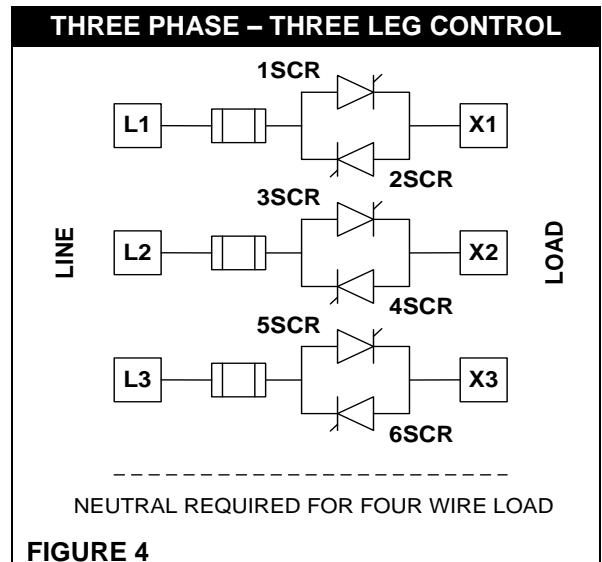 THREE PHASE – THREE LEG CONTROL
1SCR
L1
X1
2SCR
3SCR
LINE
L2
X2
LOAD
4SCR
5SCR
L3
X3
6SCR
NEUTRAL REQUIRED FOR FOUR WIRE LOAD
FIGURE 4